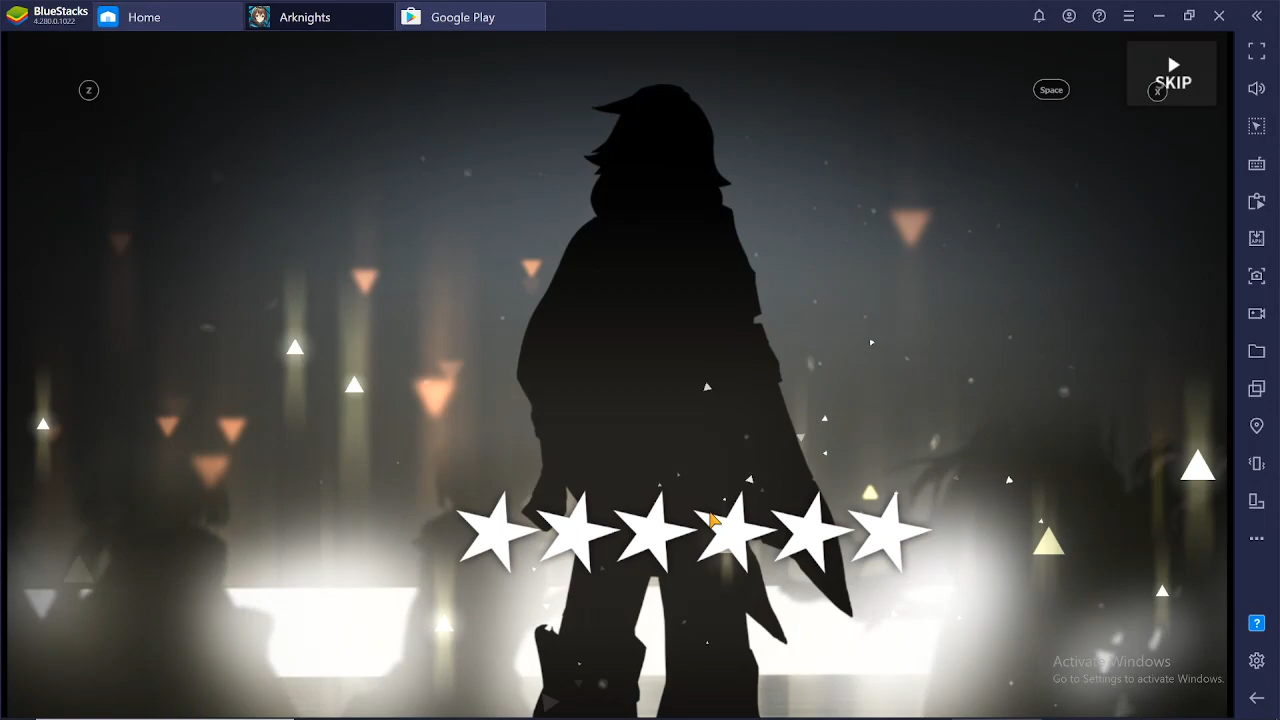 BlueStacks
4.280.0.1022
Home
Arknights
Google Play
Z
Space
X
SKIP
APK
Activate Windows
Go to Settings to activate Windows.